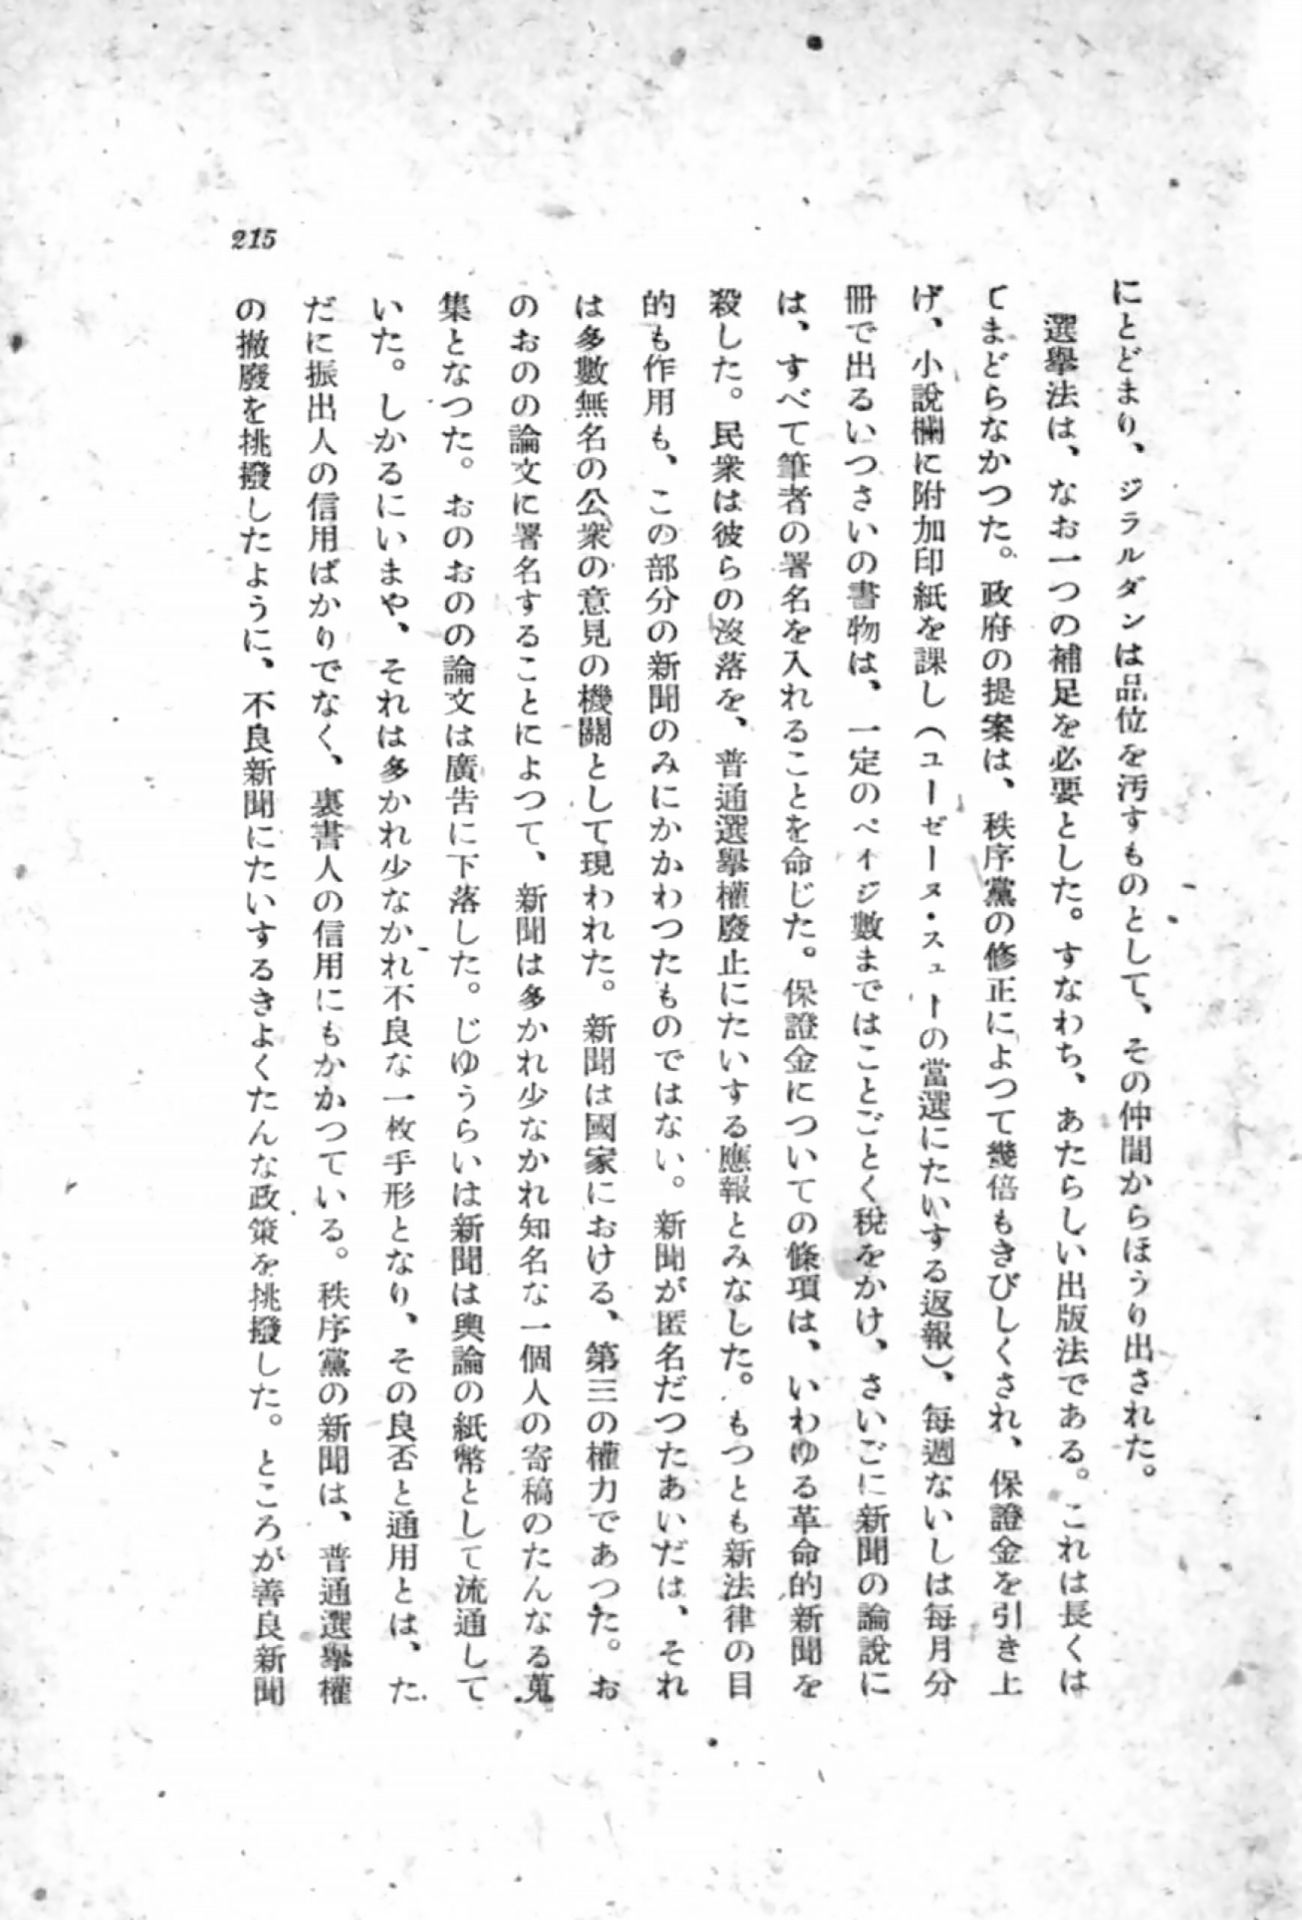 にとどまり、ジラルダンは品位を汚すものとして、その仲間からほうり出された。
選擧法は、なお一つの補足を必要とした。すなわち、あたらしい出版法である。これは長くは
てまどらなかつた。政府の提案は、秩序黨の修正によつて幾倍もきびしくされ、保證金を引き上
げ、小說欄に附加印紙を課し（ユーゼーヌ・スューの當選にたいする返報）、毎週ないしは毎月分
冊で出るいつさいの書物は、一定のペイジ數まではことごとく稅をかけ、さいごに新聞の論說に
は、すべて筆者の署名を入れることを命じた。保證金についての條項は、いわゆる革命的新聞を
殺した。民衆は彼らの沒落を、普通選擧權廢止にたいする應報とみなした。もつとも新法律の目
的も作用も、この部分の新聞のみにかかわつたものではない。新聞が匿名だつたあいだは、それ
は多數無名の公衆の意見の機關として現われた。新聞は國家における、第三の權力であつた。お
のおのの論文に署名することによつて、新聞は多かれ少なかれ知名な一個人の寄稿のたんなる蒐
集となつた。おのおのの論文は廣告に下落した。じゆうらいは新聞は輿論の紙幣として流通して
いた。しかるにいまや、それは多かれ少なかれ不良な一枚手形となり、その良否と通用とは、た
だに振出人の信用ばかりでなく、裏書人の信用にもかかつている。秩序黨の新聞は、普通選擧權
の撤廢を挑撥したように、不良新聞にたいするきよくたんな政策を挑撥した。ところが善良新聞
215